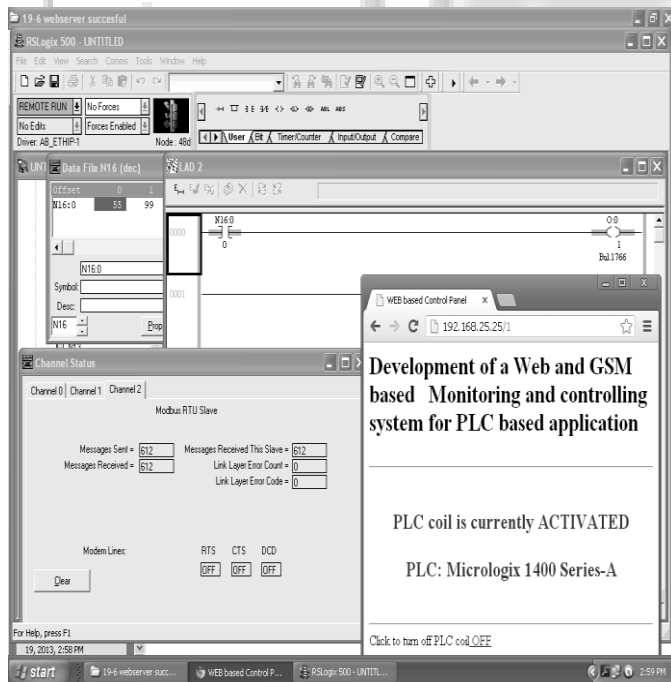 19-6 webserver succesful
RSLogix 500 - UNTITLED
File Edit View Search Comms Tools Window Help
REMOTE RUN No Forces
No Edits Forces Enabled
Driver: AB_ETHIP-1 Node : 48d
ABL ABS
User Bit Timer/Counter Input/Output Compare
UNT
Data File N16 (dec)
LAD 2
Offset 0 1
N16:0 55 99
N16:0
Symbol:
Desc:
N16 Prop
0000
N16:0
0
O:0
1
Bul.1766
0001
WEB based Control Panel x
192.168.25.25/1
Development of a Web and GSM
based Monitoring and controlling
system for PLC based application
PLC coil is currently ACTIVATED
PLC: Micrologix 1400 Series-A
Click to turn off PLC coil OFF
Channel Status
Channel 0 Channel 1 Channel 2
Modbus RTU Slave
Messages Sent = 612 Messages Received This Slave = 612
Messages Received = 612 Link Layer Error Count = 0
Link Layer Error Code = 0
Modem Lines: RTS CTS DCD
OFF OFF OFF
Clear
For Help, press F1
19, 2013, 2:58 PM
start 19-6 webserver succ... WEB based Control P... RSLogix 500 - UNTITL... 2:59 PM